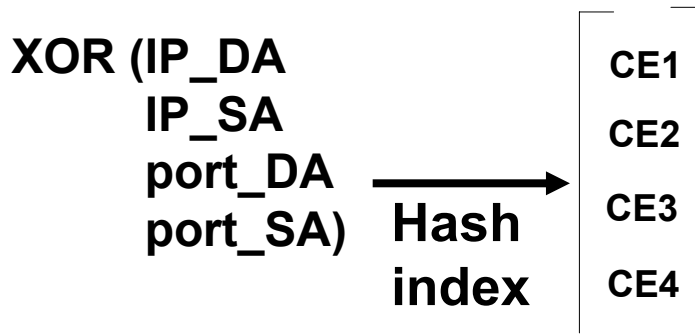 XOR (IP_DA
IP_SA
port_DA
port_SA)
Hash
index
CE1
CE2
CE3
CE4